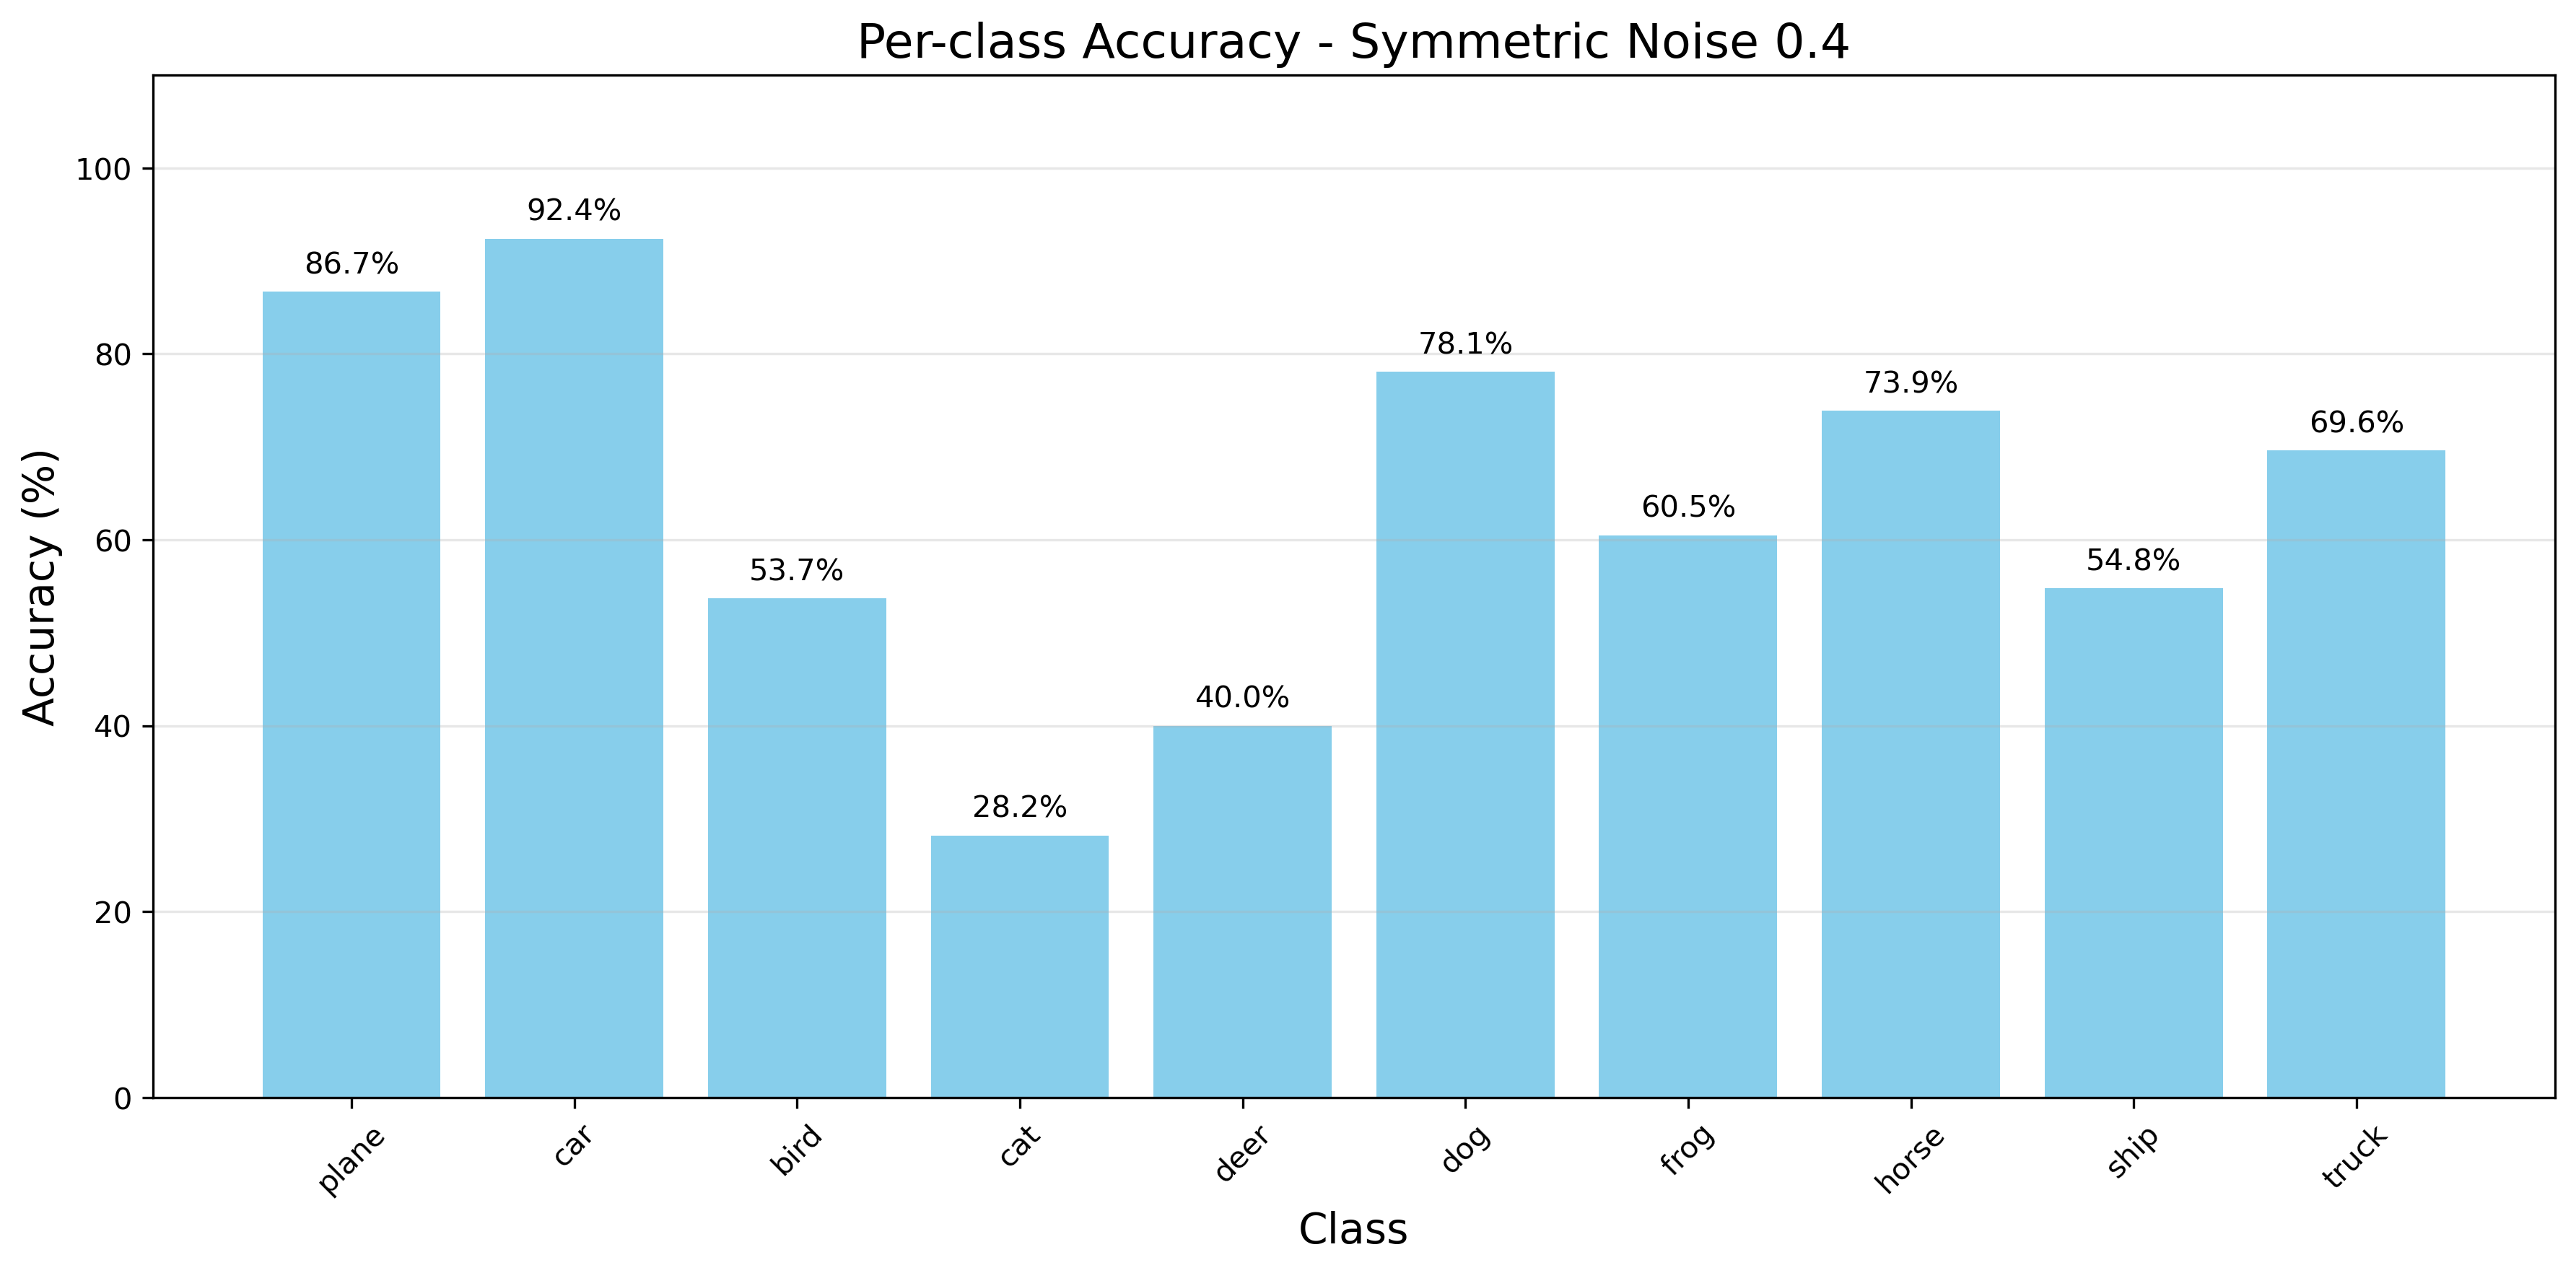 Per-class Accuracy - Symmetric Noise 0.4
Accuracy (%)
100
80
60
40
20
0
86.7%
92.4%
53.7%
28.2%
40.0%
78.1%
60.5%
73.9%
54.8%
69.6%
plane
car
bird
cat
deer
dog
frog
horse
ship
truck
Class